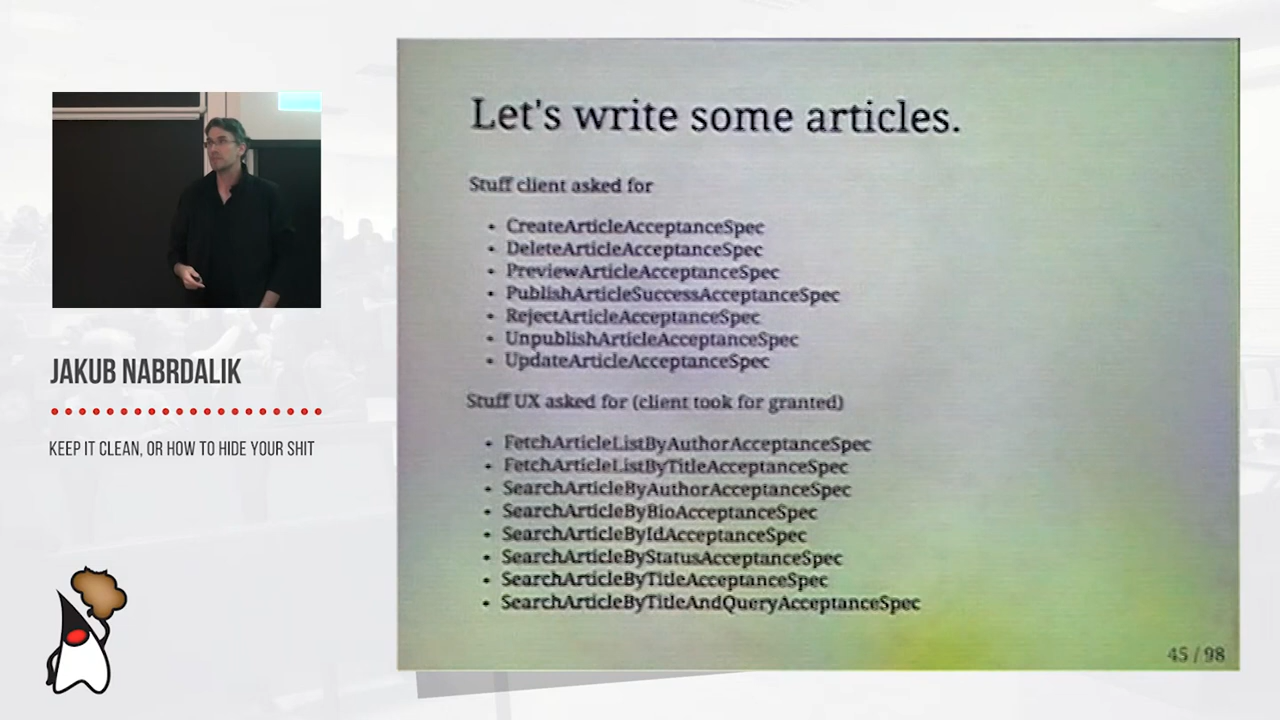 JAKUB NABRDALIK
KEEP IT CLEAN, OR HOW TO HIDE YOUR SHIT
Let's write some articles.
Stuff client asked for
• CreateArticleAcceptanceSpec
• DeleteArticleAcceptanceSpec
• PreviewArticleAcceptanceSpec
• PublishArticleSuccessAcceptanceSpec
• RejectArticleAcceptanceSpec
• UnpublishArticleAcceptanceSpec
• UpdateArticleAcceptanceSpec
Stuff UX asked for (client took for granted)
• FetchArticleListByAuthorAcceptanceSpec
• FetchArticleListByTitleAcceptanceSpec
• SearchArticleByAuthorAcceptanceSpec
• SearchArticleByBioAcceptanceSpec
• SearchArticleByIdAcceptanceSpec
• SearchArticleByStatusAcceptanceSpec
• SearchArticleByTitleAcceptanceSpec
• SearchArticleByTitleAndQueryAcceptanceSpec
45 / 98